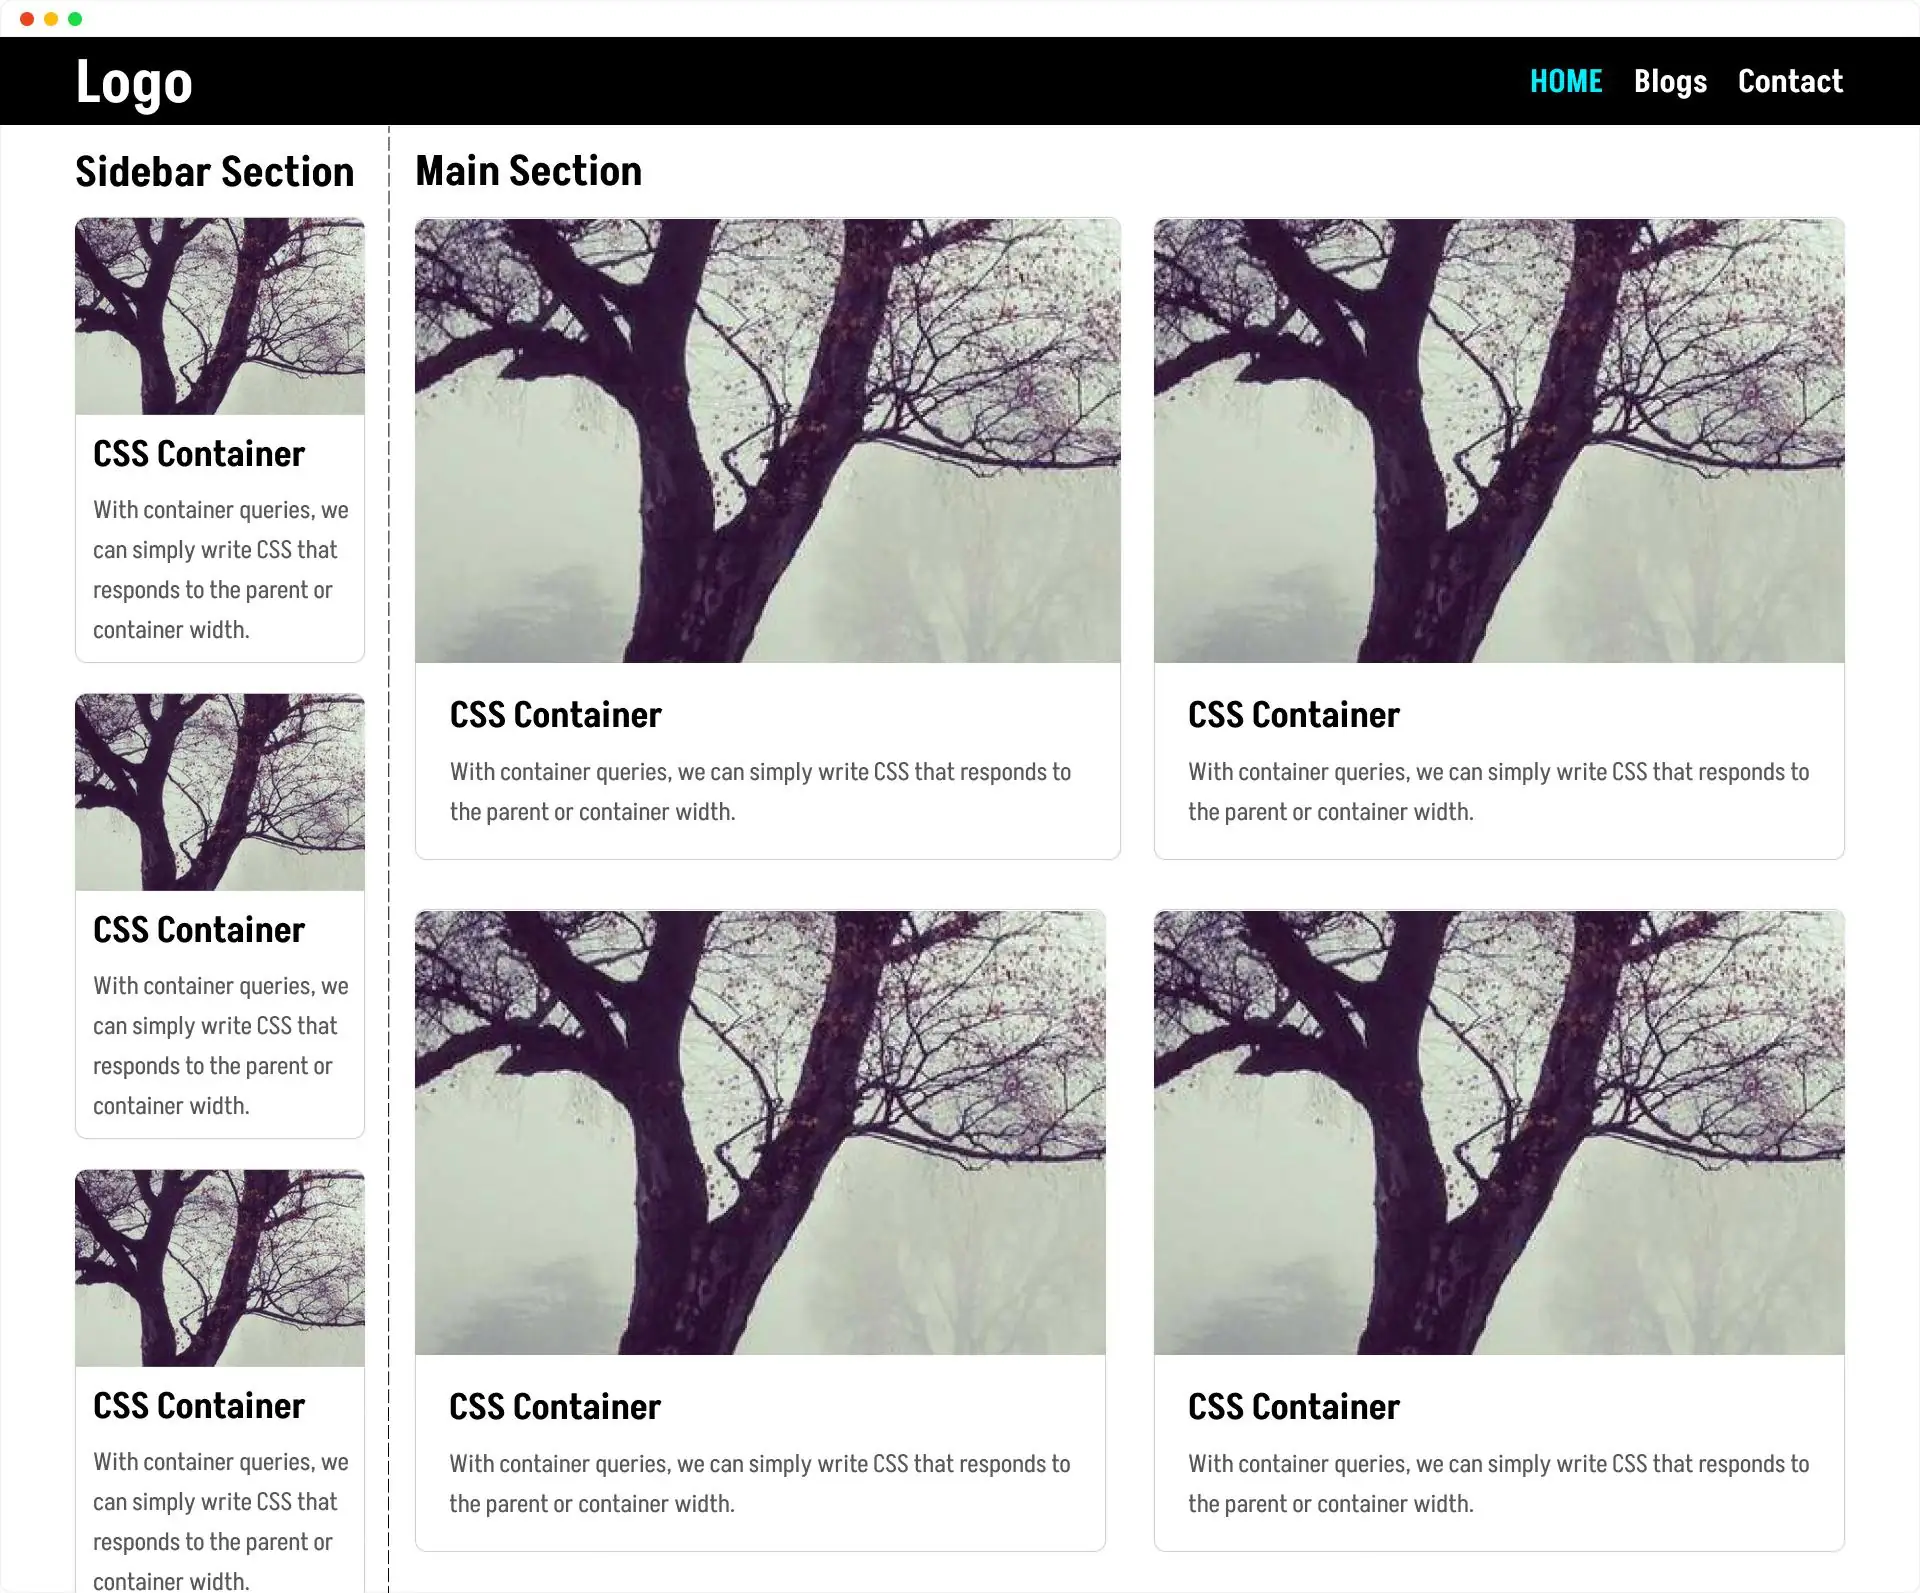 Logo
HOME Blogs Contact
Sidebar Section
CSS Container
With container queries, we
can simply write CSS that
responds to the parent or
container width.
CSS Container
With container queries, we
can simply write CSS that
responds to the parent or
container width.
CSS Container
With container queries, we
can simply write CSS that
responds to the parent or
container width.
Main Section
CSS Container
With container queries, we can simply write CSS that responds to
the parent or container width.
CSS Container
With container queries, we can simply write CSS that responds to
the parent or container width.
CSS Container
With container queries, we can simply write CSS that responds to
the parent or container width.
CSS Container
With container queries, we can simply write CSS that responds to
the parent or container width.